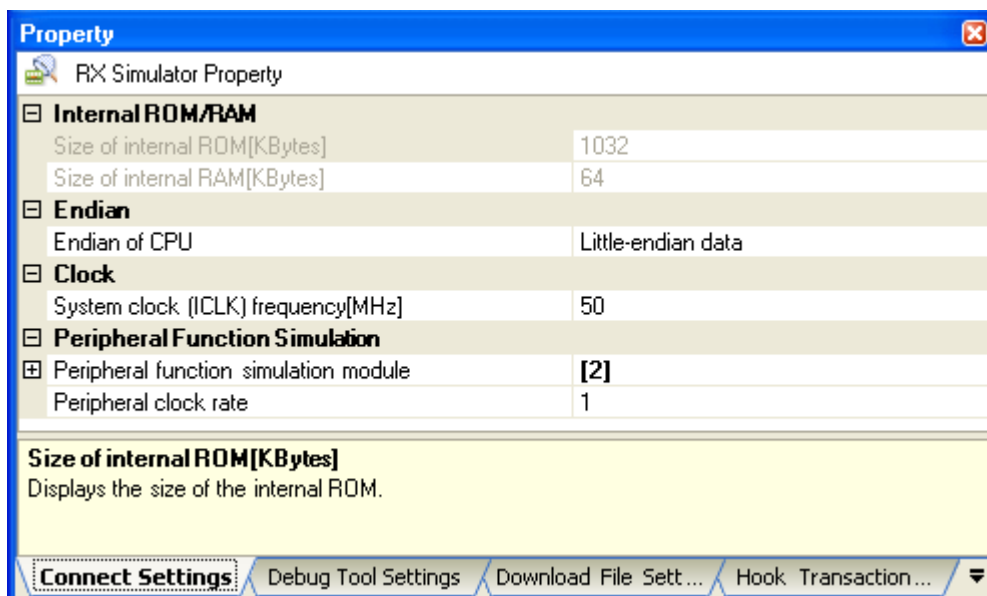 Property
RX Simulator Property
Internal ROM/RAM
Size of internal ROM[KBytes] 1032
Size of internal RAM[KBytes] 64
Endian
Endian of CPU Little-endian data
Clock
System clock (ICLK) frequency[MHz] 50
Peripheral Function Simulation
Peripheral function simulation module [2]
Peripheral clock rate 1
Size of internal ROM[KBytes]
Displays the size of the internal ROM.
Connect Settings Debug Tool Settings Download File Sett... Hook Transaction...